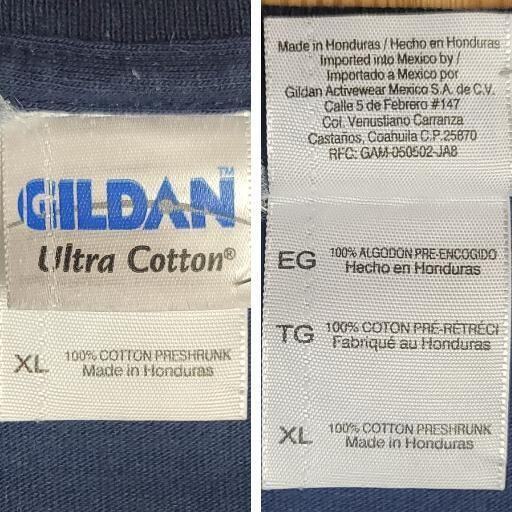 GILDAN™
Ultra Cotton®
XL 100% COTTON PRESHRUNK
Made in Honduras
Made in Honduras / Hecho en Honduras
Imported into Mexico by /
Importado a Mexico por
Gildan Activewear Mexico S.A. de C.V.
Calle 5 de Febrero #147
Col. Venustiano Carranza
Castaños, Coahuila C.P.25870
RFC: GAM-050502-JA8
EG 100% ALGODON PRE-ENCOGIDO
Hecho en Honduras
TG 100% COTON PRÉ-RÉTRÉCI
Fabriqué au Honduras
XL 100% COTTON PRESHRUNK
Made in Honduras